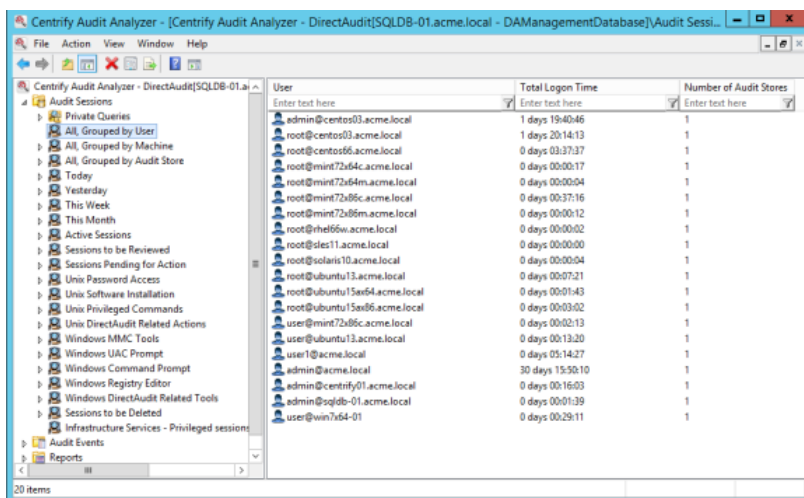 Centrify Audit Analyzer - [Centrify Audit Analyzer - DirectAudit[SQLDB-01.acme.local - DAManagementDatabase]\Audit Sessi...
File Action View Window Help
Centrify Audit Analyzer - DirectAudit[SQLDB-01.a
Audit Sessions
Private Queries
All, Grouped by User
All, Grouped by Machine
All, Grouped by Audit Store
Today
Yesterday
This Week
This Month
Active Sessions
Sessions to be Reviewed
Sessions Pending for Action
Unix Password Access
Unix Software Installation
Unix Privileged Commands
Unix DirectAudit Related Actions
Windows MMC Tools
Windows UAC Prompt
Windows Command Prompt
Windows Registry Editor
Windows DirectAudit Related Tools
Sessions to be Deleted
Infrastructure Services - Privileged sessions
Audit Events
Reports
User Total Logon Time Number of Audit Stores
Enter text here Enter text here Enter text here
admin@centos03.acme.local 1 days 19:40:46 1
root@centos03.acme.local 1 days 20:14:13 1
root@centos66.acme.local 0 days 03:37:37 1
root@mint72x64c.acme.local 0 days 00:00:17 1
root@mint72x64m.acme.local 0 days 00:00:04 1
root@mint72x86c.acme.local 0 days 00:37:16 1
root@mint72x86m.acme.local 0 days 00:00:12 1
root@rhel66w.acme.local 0 days 00:00:02 1
root@sles11.acme.local 0 days 00:00:00 1
root@solaris10.acme.local 0 days 00:00:04 1
root@ubuntu13.acme.local 0 days 00:07:21 1
root@ubuntu15ax64.acme.local 0 days 00:01:43 1
root@ubuntu15ax86.acme.local 0 days 00:03:02 1
user@mint72x86c.acme.local 0 days 00:02:13 1
user@ubuntu13.acme.local 0 days 00:13:20 1
user1@acme.local 0 days 05:14:27 1
admin@acme.local 30 days 15:50:10 1
admin@centrify01.acme.local 0 days 00:16:03 1
admin@sqldb-01.acme.local 0 days 00:01:39 1
user@win7x64-01 0 days 00:29:11 1
20 items